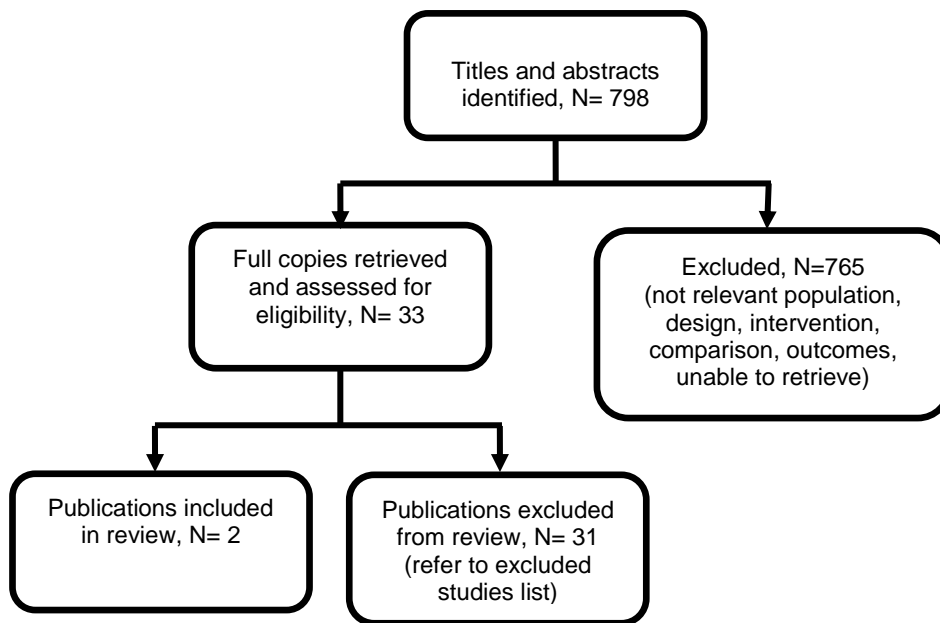 Titles and abstracts
identified, N= 798
Full copies retrieved
and assessed for
eligibility, N= 33
Excluded, N=765
(not relevant population,
design, intervention,
comparison, outcomes,
unable to retrieve)
Publications included
in review, N= 2
Publications excluded
from review, N= 31
(refer to excluded
studies list)